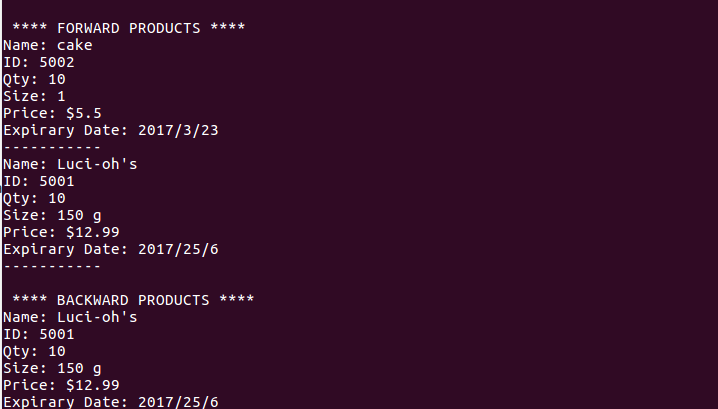 **** FORWARD PRODUCTS ****
Name: cake
ID: 5002
Qty: 10
Size: 1
Price: $5.5
Expirary Date: 2017/3/23
-----------
Name: Luci-oh's
ID: 5001
Qty: 10
Size: 150 g
Price: $12.99
Expirary Date: 2017/25/6
-----------
**** BACKWARD PRODUCTS ****
Name: Luci-oh's
ID: 5001
Qty: 10
Size: 150 g
Price: $12.99
Expirary Date: 2017/25/6